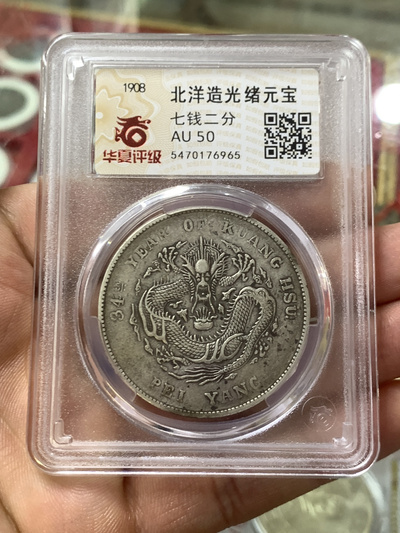 1908
北洋造光绪元宝
七钱二分
AU 50
华夏评级
5470176965
34TH YEAR OF KUANG HSU
PEI YANG